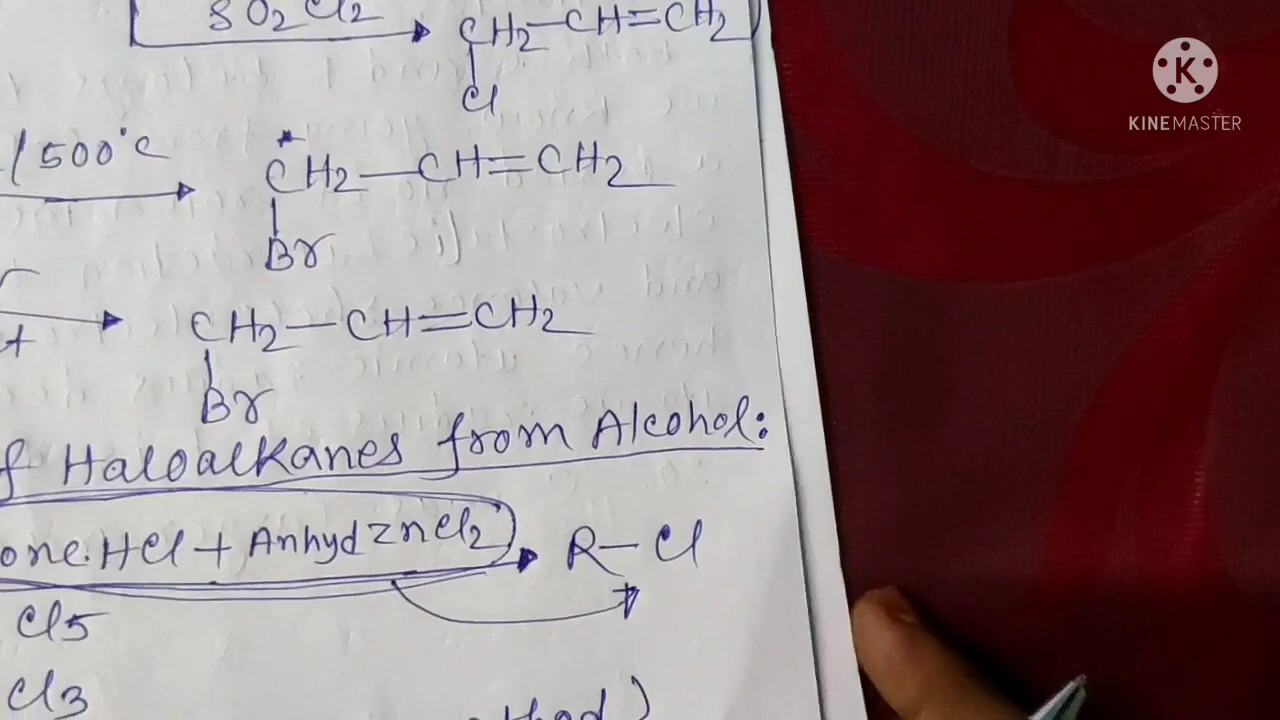 SO2Cl2
CH2-CH=CH2
Cl
K
KINEMASTER
/500°C
*
CH2-CH=CH2
Br
CH2-CH=CH2
Br
f Haloalkanes from Alcohol:
onc. HCl + Anhyd ZnCl2) R-Cl
Cl5
Cl3